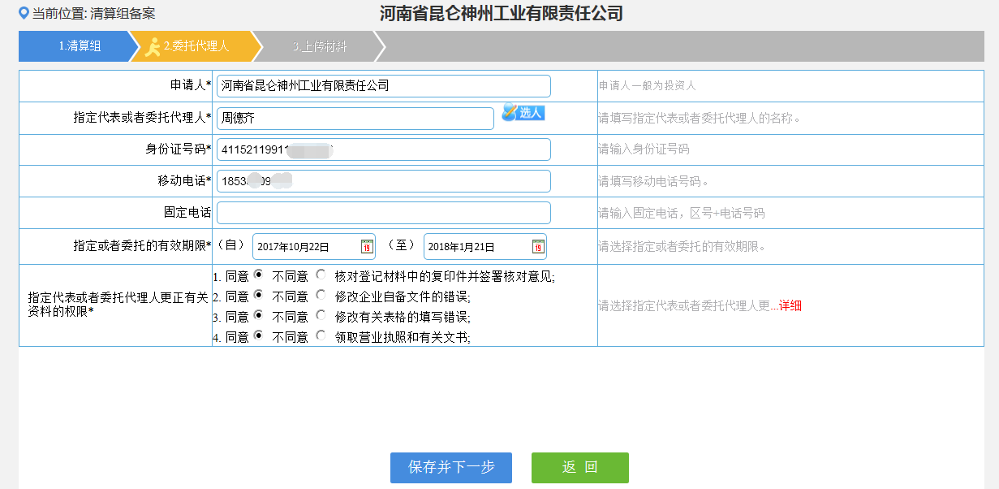 当前位置: 清算组备案
河南省昆仑神州工业有限责任公司
1.清算组
2.委托代理人
3.上传材料
申请人* 河南省昆仑神州工业有限责任公司 申请人一般为投资人
指定代表或者委托代理人* 周德齐 选人 请填写指定代表或者委托代理人的名称。
身份证号码* 41152119911 请输入身份证号码
移动电话* 1853 09 请填写移动电话号码。
固定电话 请输入固定电话，区号+电话号码
指定或者委托的有效期限* （自） 2017年10月22日 19 （至） 2018年1月21日 19 请选择指定或者委托的有效期限。
指定代表或者委托代理人更正有关
资料的权限*
1. 同意 不同意 核对登记材料中的复印件并签署核对意见;
2. 同意 不同意 修改企业自备文件的错误;
3. 同意 不同意 修改有关表格的填写错误;
4. 同意 不同意 领取营业执照和有关文书;
请选择指定代表或者委托代理人更...详细
保存并下一步
返 回